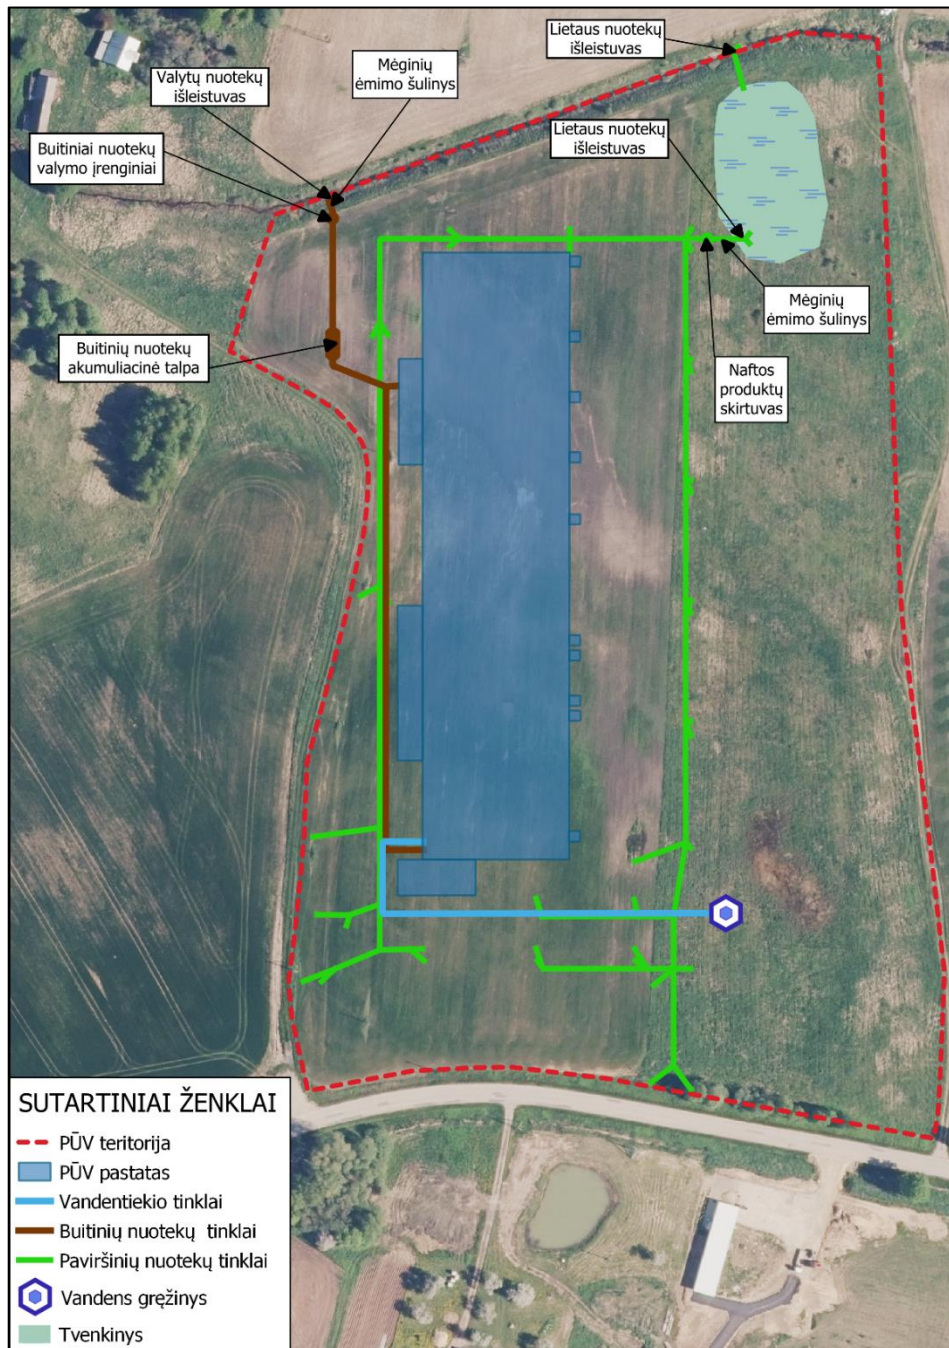 Lietaus nuotekų
išleistuvas
Valytų nuotekų
išleistuvas
Mėginių
ėmimo šulinys
Buitiniai nuotekų
valymo įrenginiai
Lietaus nuotekų
išleistuvas
Mėginių
ėmimo šulinys
Buitinių nuotekų
akumuliacinė talpa
Naftos
produktų
skirtuvas
SUTARTINIAI ŽENKLAI
PŪV teritorija
PŪV pastatas
Vandentiekio tinklai
Buitinių nuotekų tinklai
Paviršinių nuotekų tinklai
Vandens gręžinys
Tvenkinys